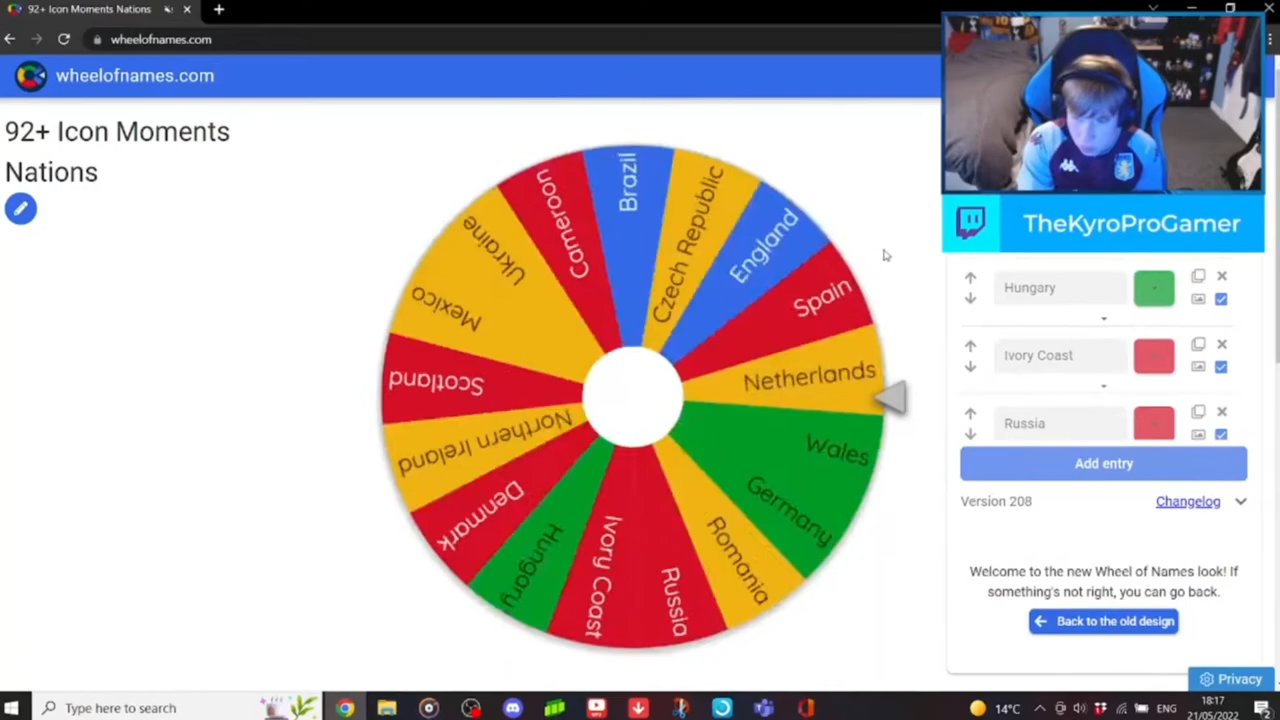 92+ Icon Moments Nations
wheelofnames.com
wheelofnames.com
92+ Icon Moments
Nations
Brazil
Czech Republic
England
Spain
Netherlands
Wales
Germany
Romania
Russia
Ivory Coast
Hungary
Denmark
Northern Ireland
Scotland
Mexico
Ukraine
Cameroon
TheKyroProGamer
Hungary
Ivory Coast
Russia
Add entry
Version 208
Changelog
Welcome to the new Wheel of Names look! If
something's not right, you can go back.
Back to the old design
Privacy
Type here to search
14°C
ENG
18:17
21/05/2022